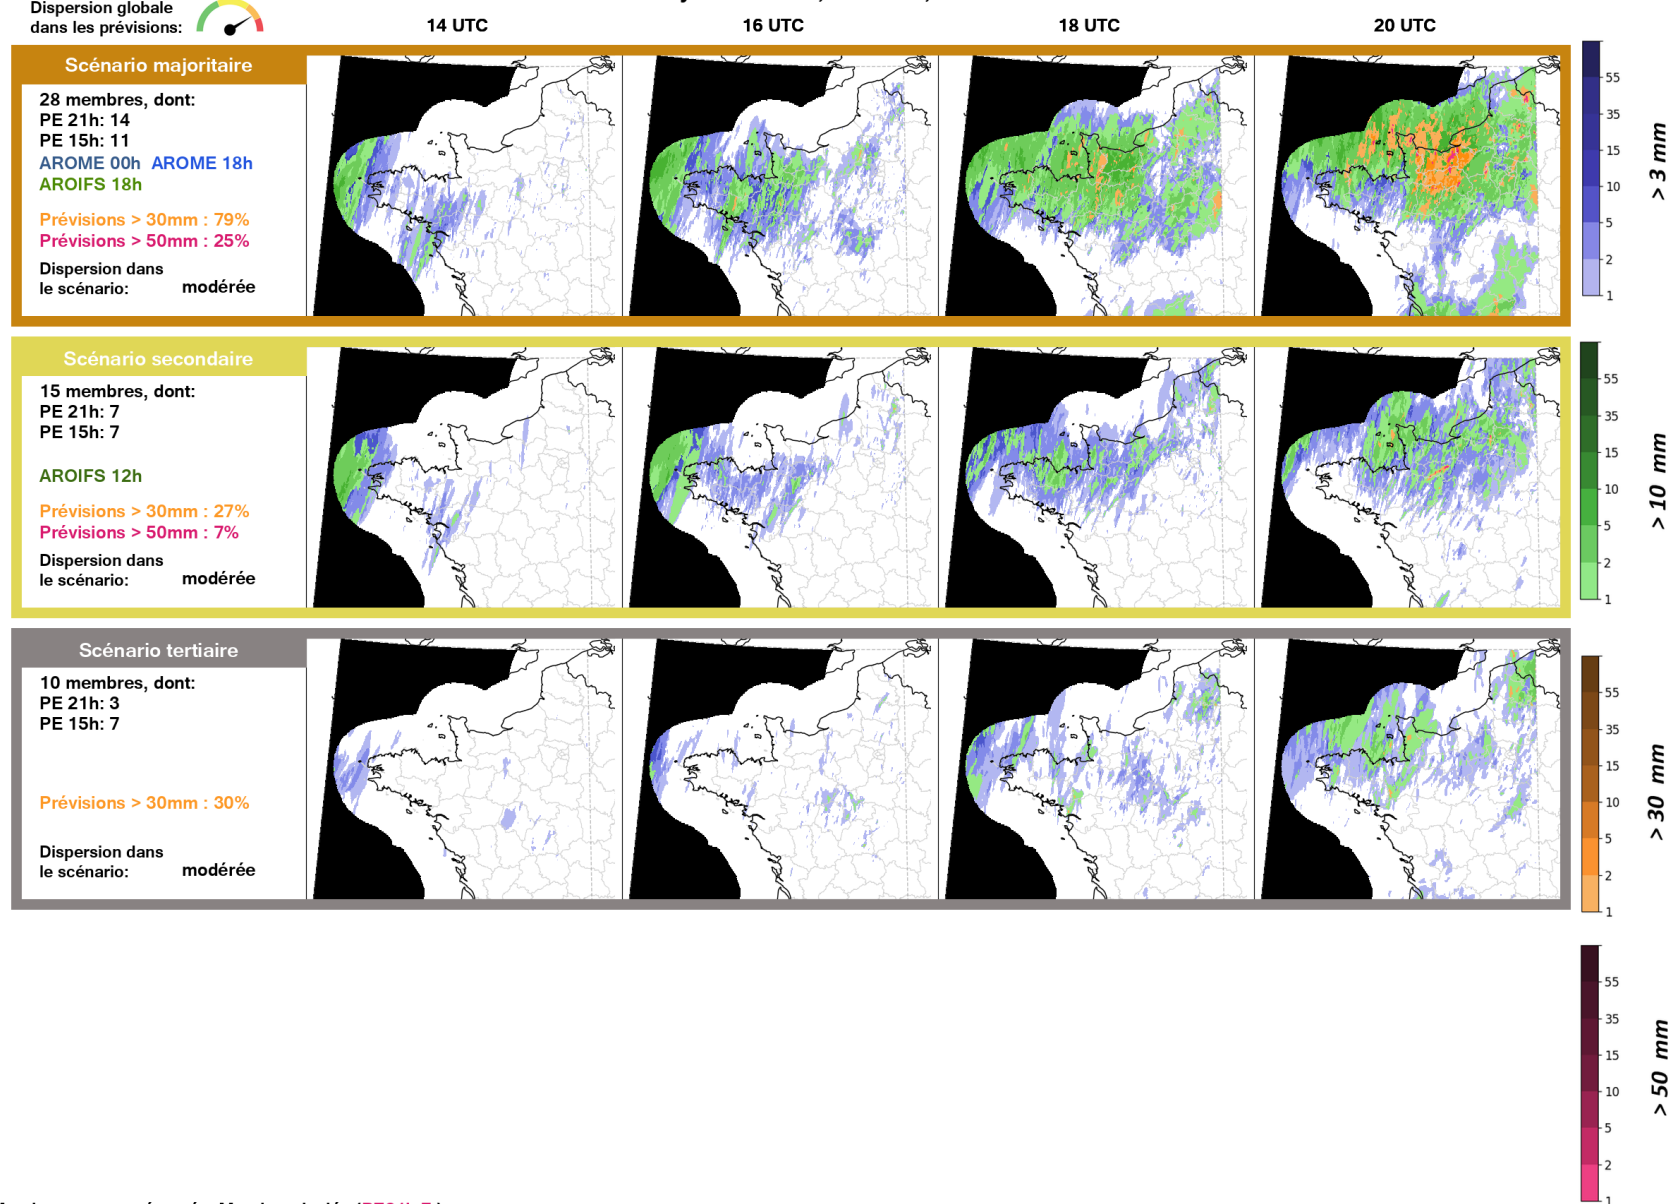 Dispersion globale
dans les prévisions:
14 UTC
16 UTC
18 UTC
20 UTC
Scénario majoritaire
28 membres, dont:
PE 21h: 14
PE 15h: 11
AROME 00h AROME 18h
AROIFS 18h
Prévisions > 30mm : 79%
Prévisions > 50mm : 25%
Dispersion dans
le scénario: modérée
Scénario secondaire
15 membres, dont:
PE 21h: 7
PE 15h: 7
AROIFS 12h
Prévisions > 30mm : 27%
Prévisions > 50mm : 7%
Dispersion dans
le scénario: modérée
Scénario tertiaire
10 membres, dont:
PE 21h: 3
PE 15h: 7
Prévisions > 30mm : 30%
Dispersion dans
le scénario: modérée
55
35
15
10
5
2
1
> 3 mm
55
35
15
10
5
2
1
> 10 mm
55
35
15
10
5
2
1
> 30 mm
55
35
15
10
5
2
1
> 50 mm